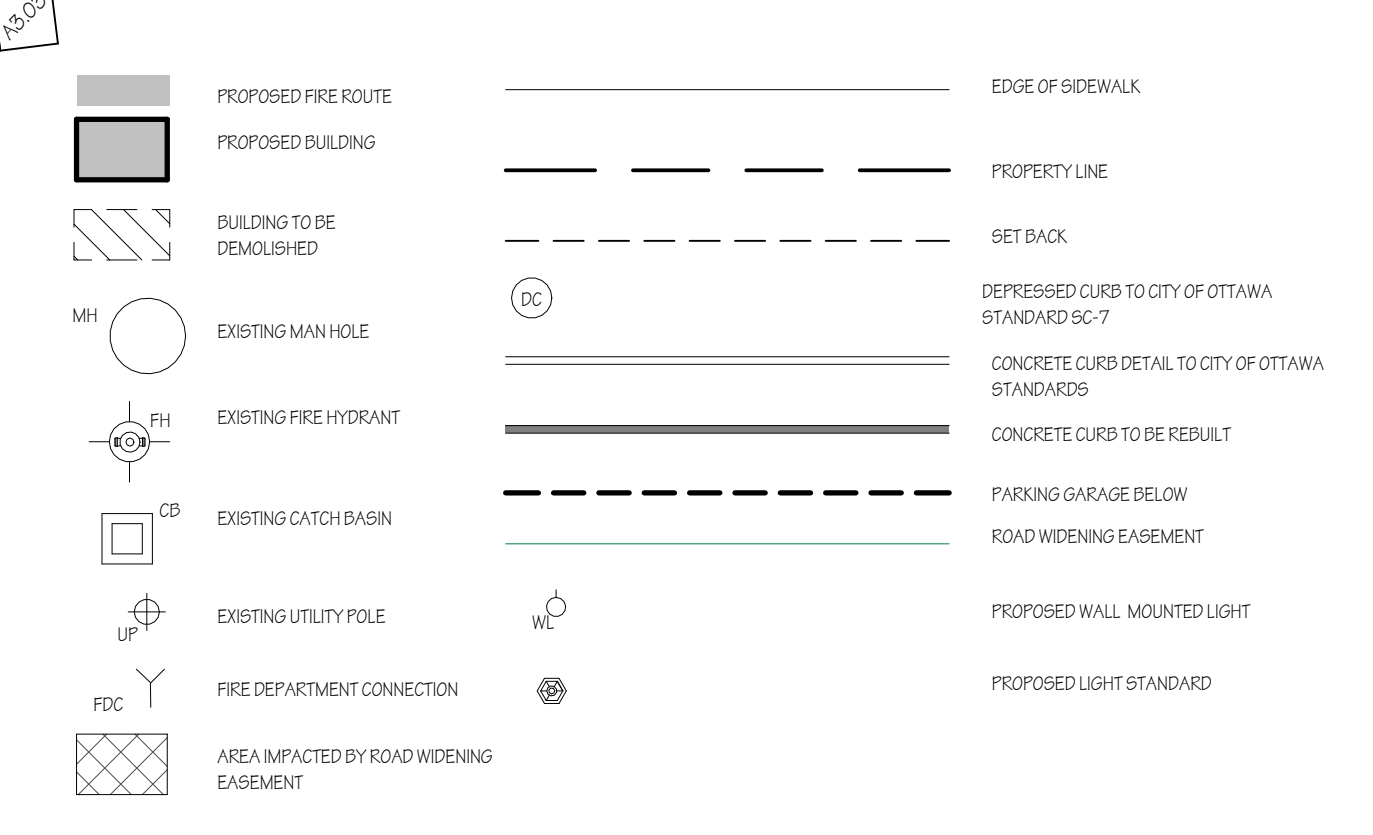 A3.03
PROPOSED FIRE ROUTE
PROPOSED BUILDING
BUILDING TO BE
DEMOLISHED
MH
EXISTING MAN HOLE
FH
EXISTING FIRE HYDRANT
CB
EXISTING CATCH BASIN
UP
EXISTING UTILITY POLE
FDC
FIRE DEPARTMENT CONNECTION
AREA IMPACTED BY ROAD WIDENING
EASEMENT
EDGE OF SIDEWALK
PROPERTY LINE
SET BACK
DC
DEPRESSED CURB TO CITY OF OTTAWA
STANDARD SC-7
CONCRETE CURB DETAIL TO CITY OF OTTAWA
STANDARDS
CONCRETE CURB TO BE REBUILT
PARKING GARAGE BELOW
ROAD WIDENING EASEMENT
WL
PROPOSED WALL MOUNTED LIGHT
PROPOSED LIGHT STANDARD